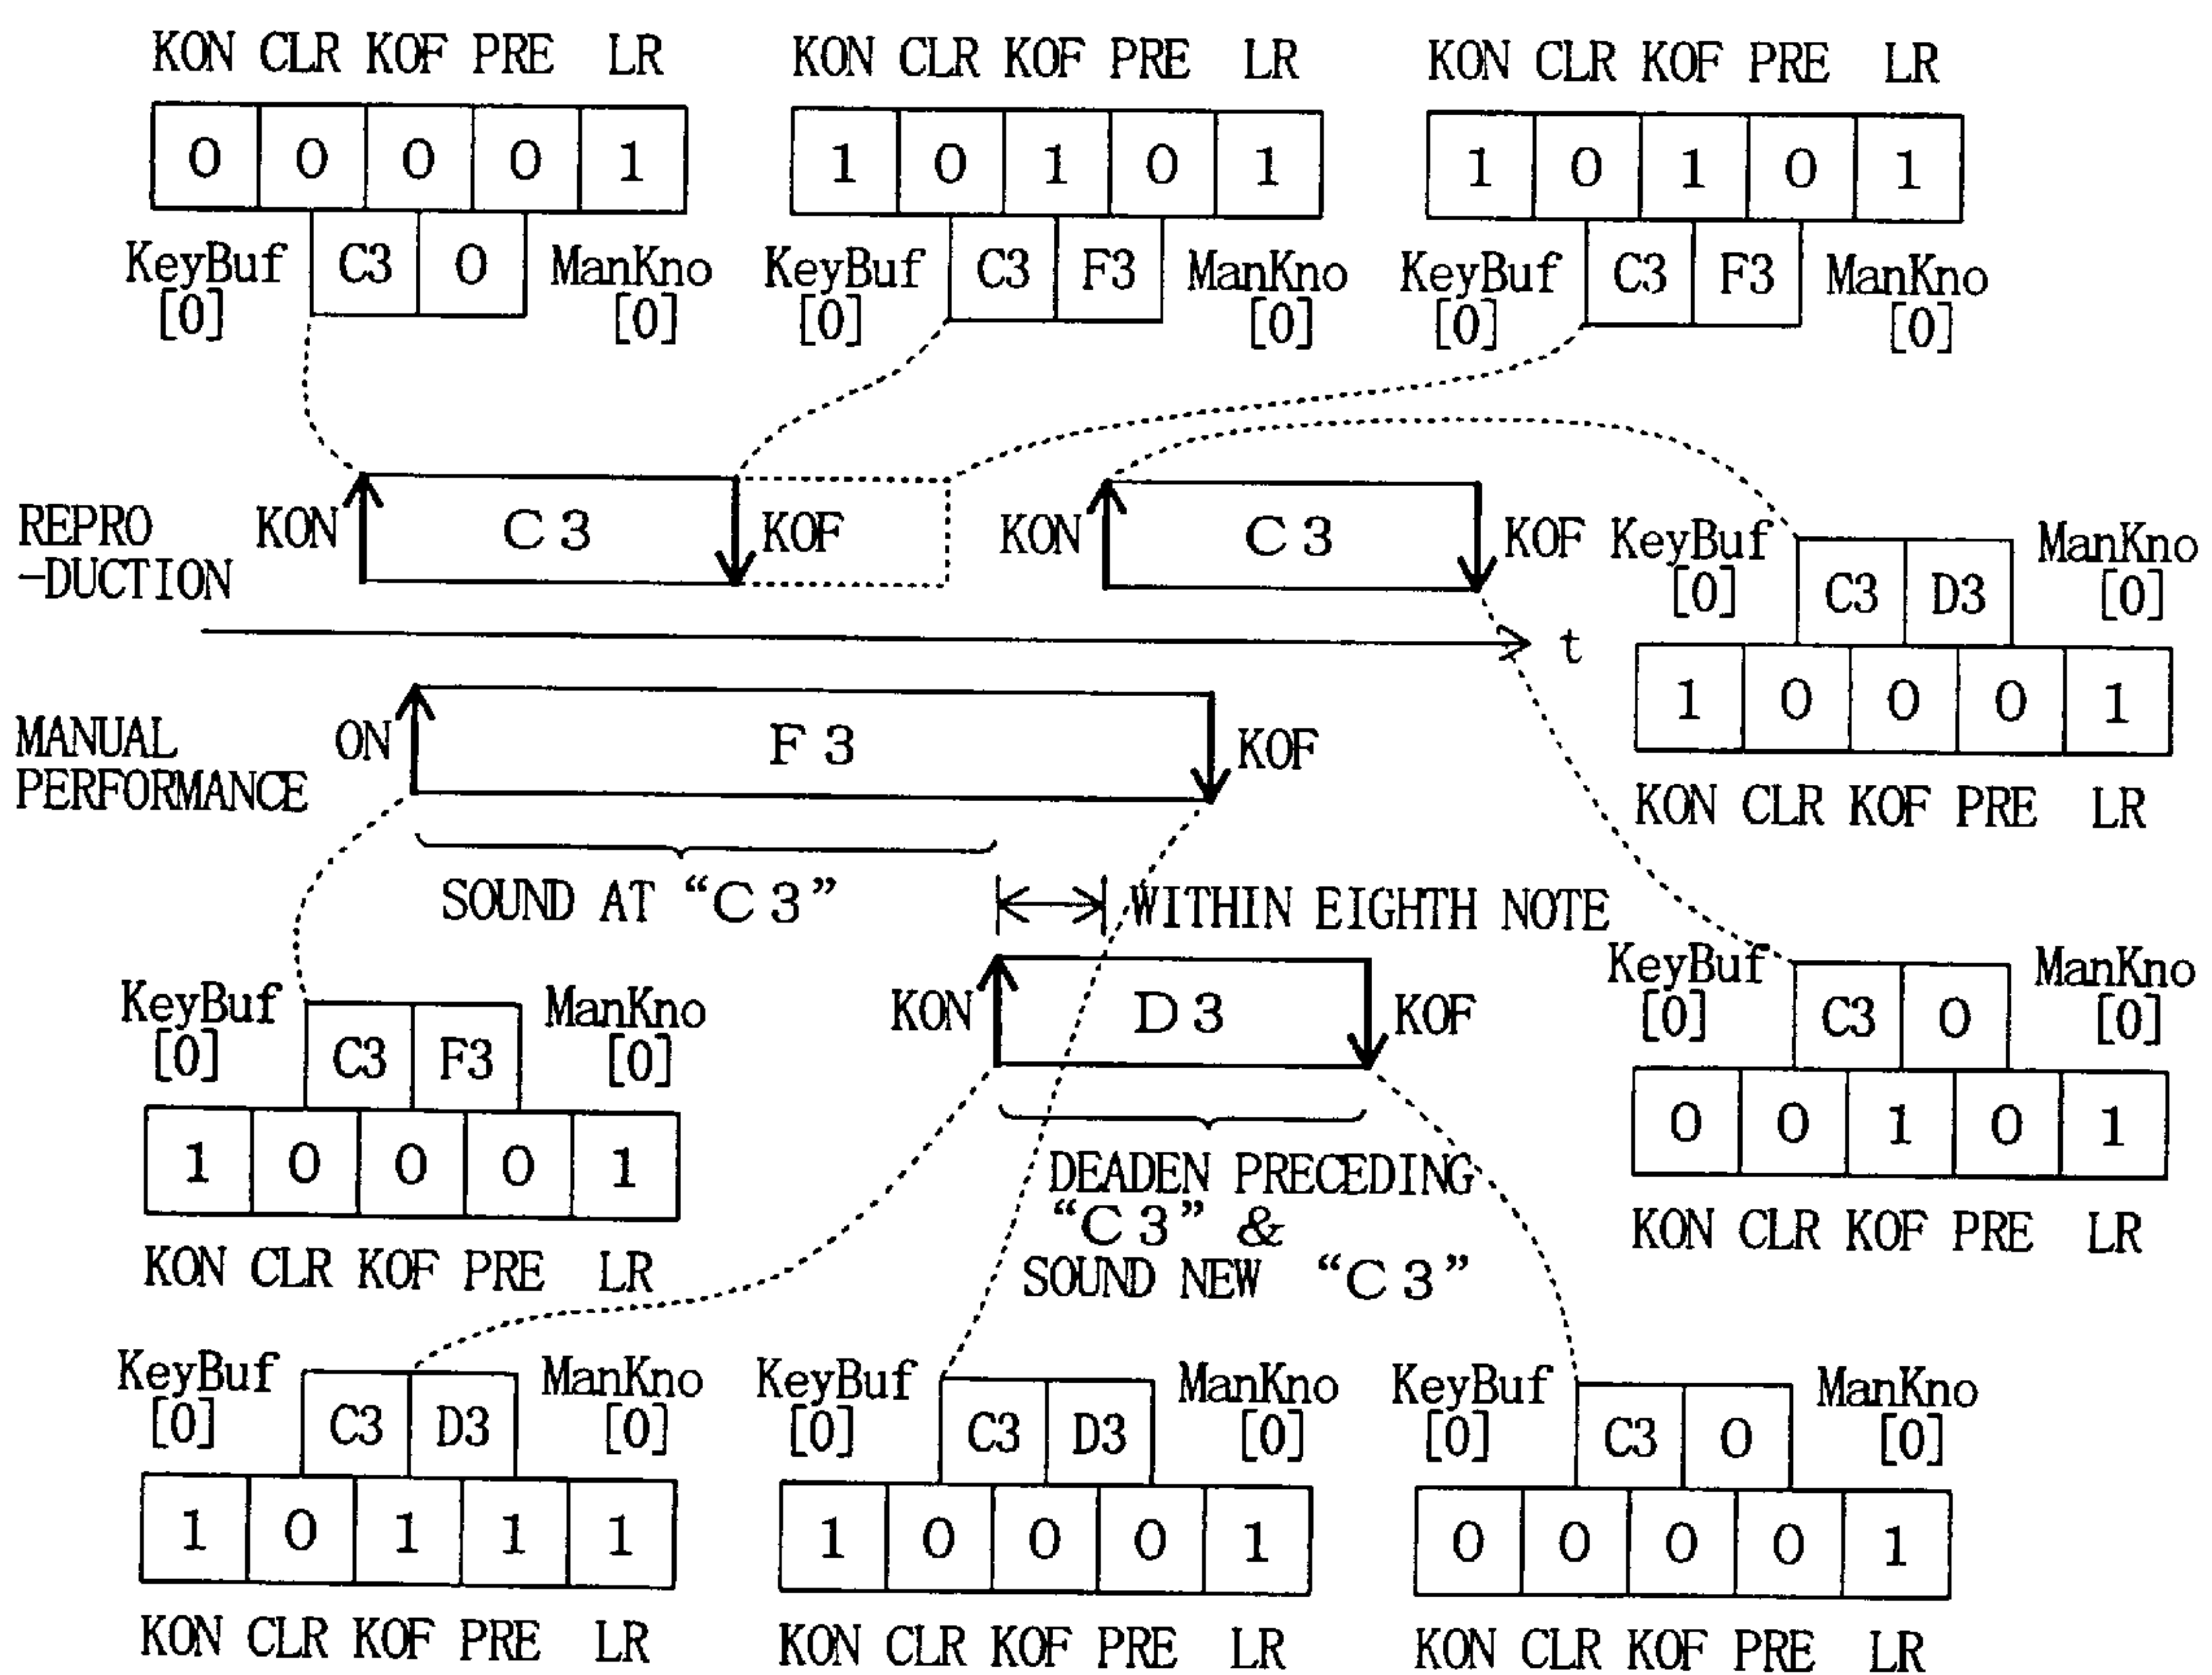 KON CLR KOF PRE LR
0 0 0 0 1
KeyBuf [0] C3 0 ManKno [0]
KON CLR KOF PRE LR
1 0 1 0 1
KeyBuf [0] C3 F3 ManKno [0]
KON CLR KOF PRE LR
1 0 1 0 1
KeyBuf [0] C3 F3 ManKno [0]
REPRO
-DUCTION
KON C3 KOF
KON C3 KOF
KeyBuf [0] C3 D3 ManKno [0]
1 0 0 0 1
KON CLR KOF PRE LR
t
MANUAL
PERFORMANCE
ON F3 KOF
SOUND AT “C3”
WITHIN EIGHTH NOTE
KON D3 KOF
KeyBuf [0] C3 0 ManKno [0]
0 0 1 0 1
KON CLR KOF PRE LR
KeyBuf [0] C3 F3 ManKno [0]
1 0 0 0 1
KON CLR KOF PRE LR
DEADEN PRECEDING
“C3” &
SOUND NEW “C3”
KeyBuf [0] C3 D3 ManKno [0]
1 0 1 1 1
KON CLR KOF PRE LR
KeyBuf [0] C3 D3 ManKno [0]
1 0 0 0 1
KON CLR KOF PRE LR
KeyBuf [0] C3 0 ManKno [0]
0 0 0 0 1
KON CLR KOF PRE LR